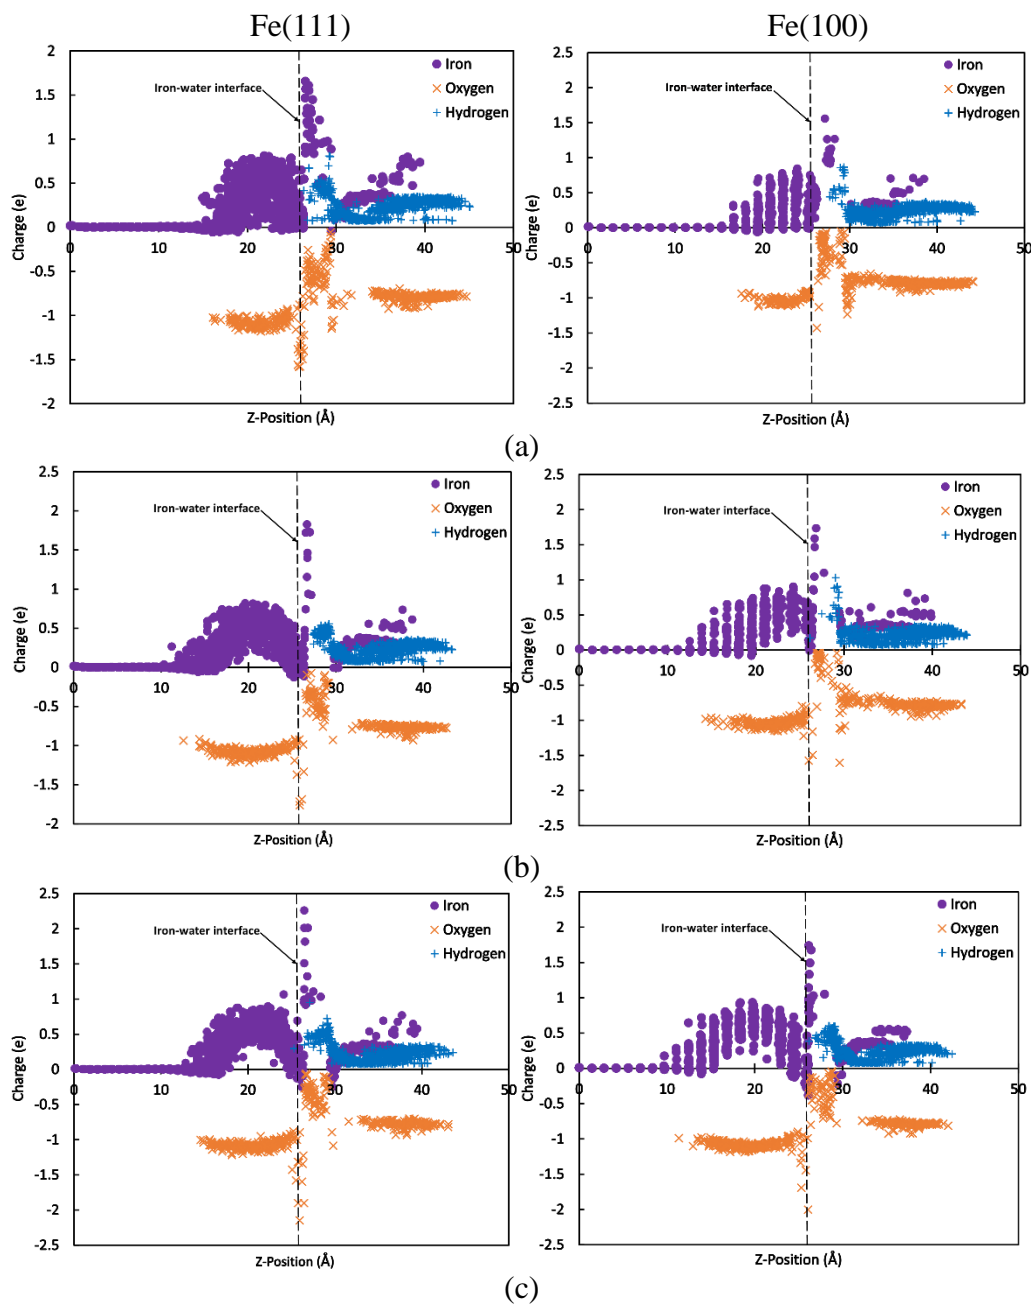 Fe(111)
Fe(100)
2
1.5
1
0.5
0
-0.5
-1
-1.5
-2
0 10 20 30 40 50
Charge (e)
Z-Position (Å)
Iron-water interface
Iron
Oxygen
Hydrogen
2.5
2
1.5
1
0.5
0
-0.5
-1
-1.5
-2
-2.5
0 10 20 30 40 50
Charge (e)
Z-Position (Å)
Iron-water interface
Iron
Oxygen
Hydrogen
(a)
2.5
2
1.5
1
0.5
0
-0.5
-1
-1.5
-2
0 10 20 30 40 50
Charge (e)
Z-Position (Å)
Iron-water interface
Iron
Oxygen
Hydrogen
2.5
2
1.5
1
0.5
0
-0.5
-1
-1.5
-2
-2.5
0 10 20 30 40 50
Charge (e)
Z-Position (Å)
Iron-water interface
Iron
Oxygen
Hydrogen
(b)
2.5
2
1.5
1
0.5
0
-0.5
-1
-1.5
-2
-2.5
0 10 20 30 40 50
Charge (e)
Z-Position (Å)
Iron-water interface
Iron
Oxygen
Hydrogen
2.5
2
1.5
1
0.5
0
-0.5
-1
-1.5
-2
-2.5
0 10 20 30 40 50
Charge (e)
Z-Position (Å)
Iron-water interface
Iron
Oxygen
Hydrogen
(c)